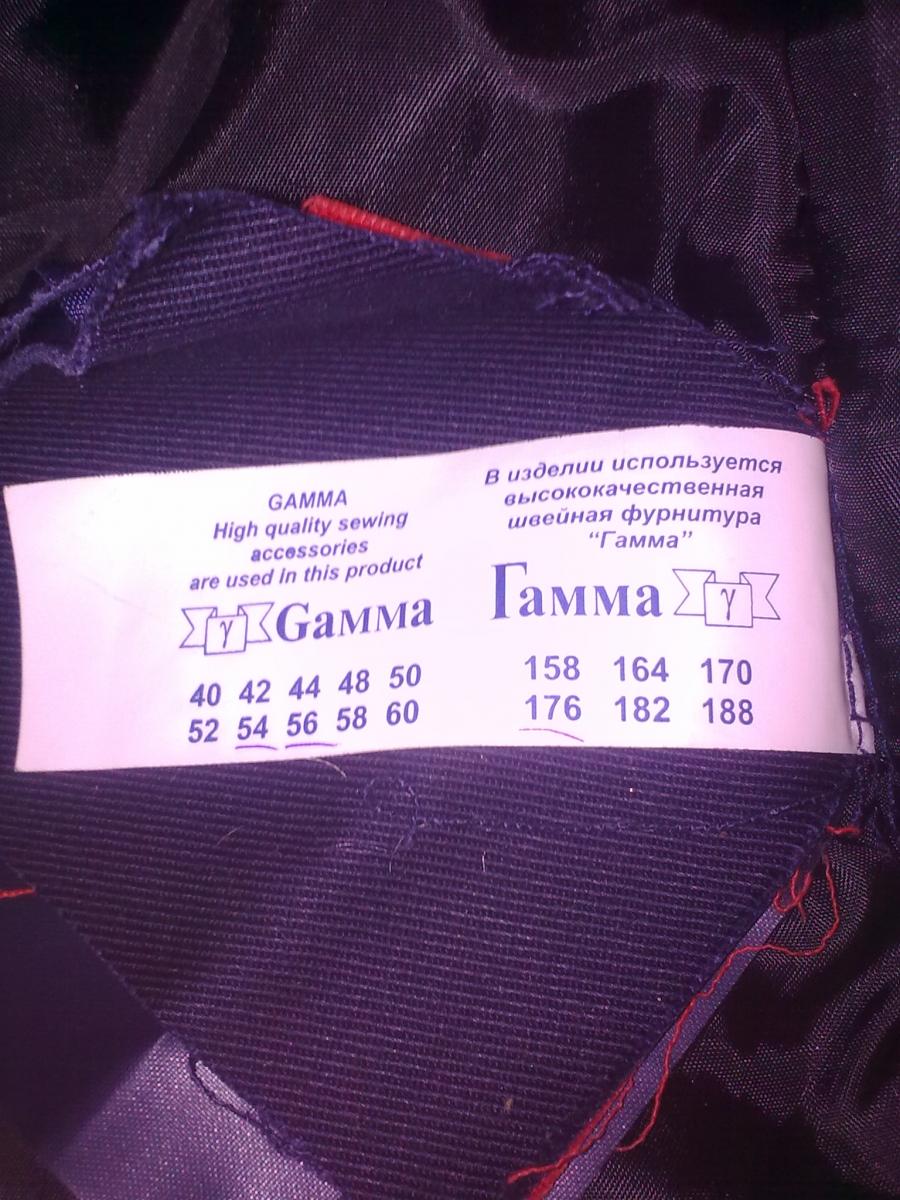 GAMMA
High quality sewing
accessories
are used in this product
γ Gамма
40 42 44 48 50
52 54 56 58 60
В изделии используется
высококачественная
швейная фурнитура
“Гамма”
Гамма γ
158 164 170
176 182 188